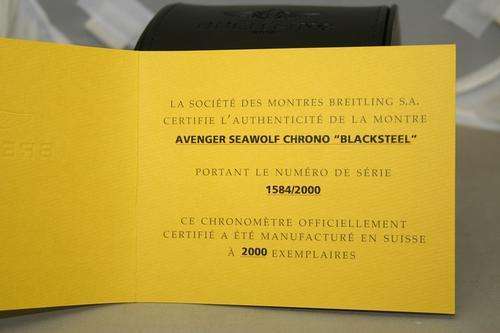 LA SOCIÉTÉ DES MONTRES BREITLING S.A.
CERTIFIE L'AUTHENTICITÉ DE LA MONTRE
AVENGER SEAWOLF CHRONO "BLACKSTEEL"
PORTANT LE NUMÉRO DE SÉRIE
1584/2000
CE CHRONOMÈTRE OFFICIELLEMENT
CERTIFIÉ A ÉTÉ MANUFACTURÉ EN SUISSE
À 2000 EXEMPLAIRES